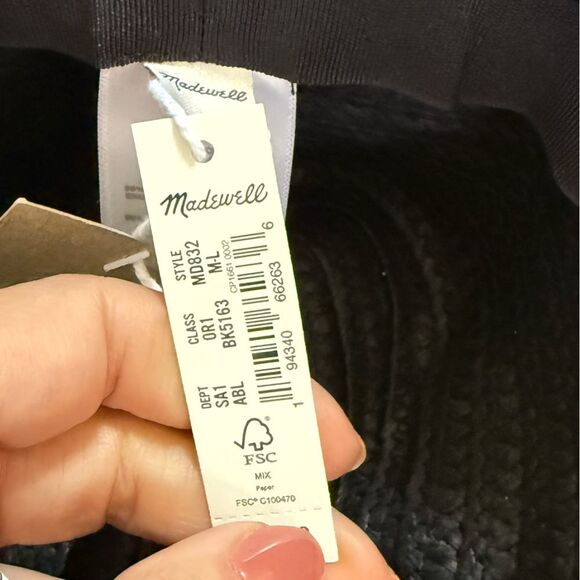 Madewell
Madewell
DEPT CLASS STYLE
SA1 OR1 MD832
ABL BK5163 M-L
CP1661 0002
1 94340 66263 6
FSC®
MIX
Paper
FSC® C100470